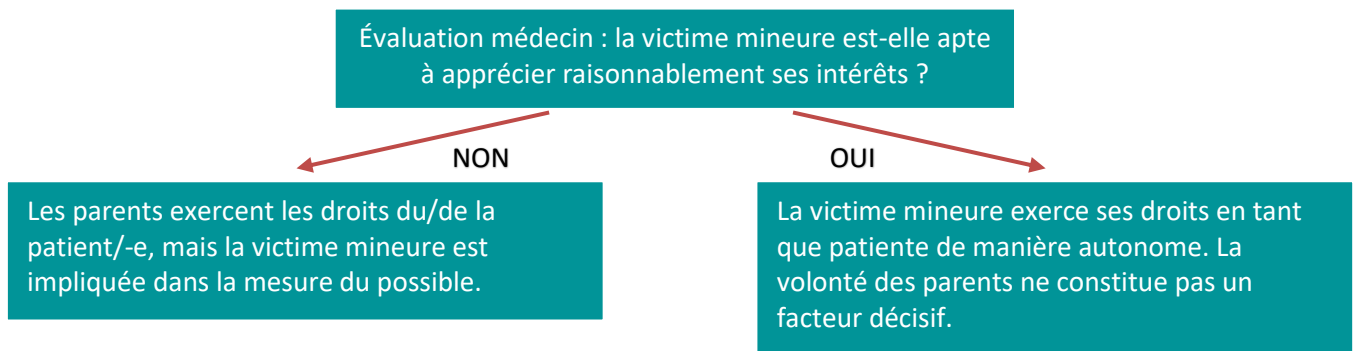 Évaluation médecin : la victime mineure est-elle apte
à apprécier raisonnablement ses intérêts ?
NON
OUI
Les parents exercent les droits du/de la
patient/-e, mais la victime mineure est
impliquée dans la mesure du possible.
La victime mineure exerce ses droits en tant
que patiente de manière autonome. La
volonté des parents ne constitue pas un
facteur décisif.